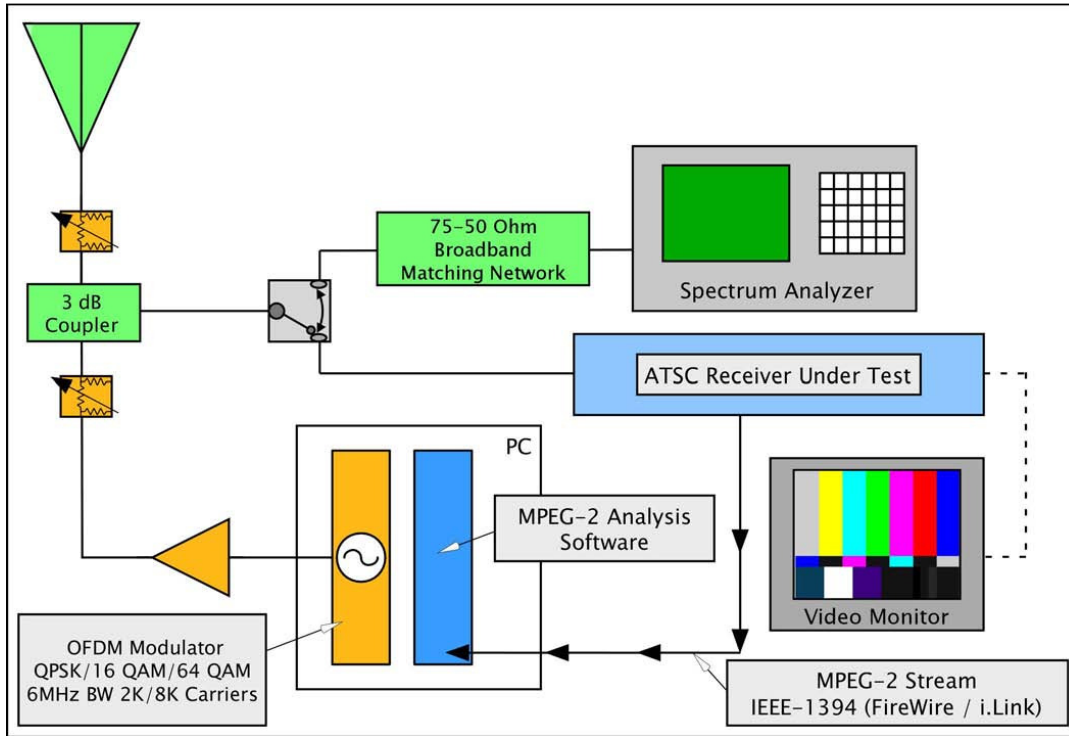 75-50 Ohm
Broadband
Matching Network
Spectrum Analyzer
3 dB
Coupler
ATSC Receiver Under Test
PC
MPEG-2 Analysis
Software
Video Monitor
OFDM Modulator
QPSK/16 QAM/64 QAM
6MHz BW 2K/8K Carriers
MPEG-2 Stream
IEEE-1394 (FireWire / i.Link)